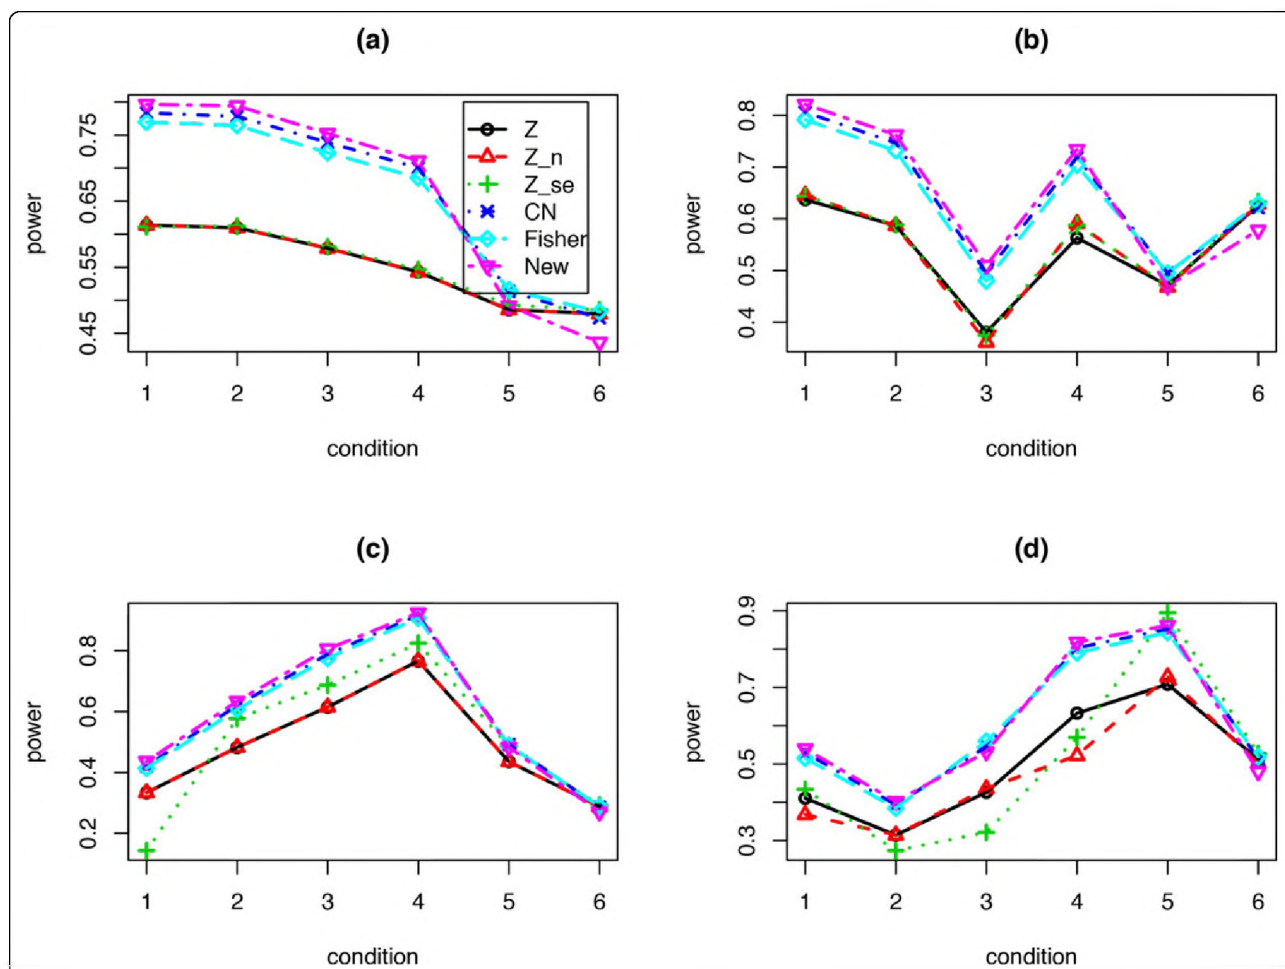 (a)
power
0.75
0.65
0.55
0.45
Z
Z_n
Z_se
CN
Fisher
New
1 2 3 4 5 6
condition
(b)
power
0.8
0.7
0.6
0.5
0.4
1 2 3 4 5 6
condition
(c)
power
0.8
0.6
0.4
0.2
1 2 3 4 5 6
condition
(d)
power
0.9
0.7
0.5
0.3
1 2 3 4 5 6
condition